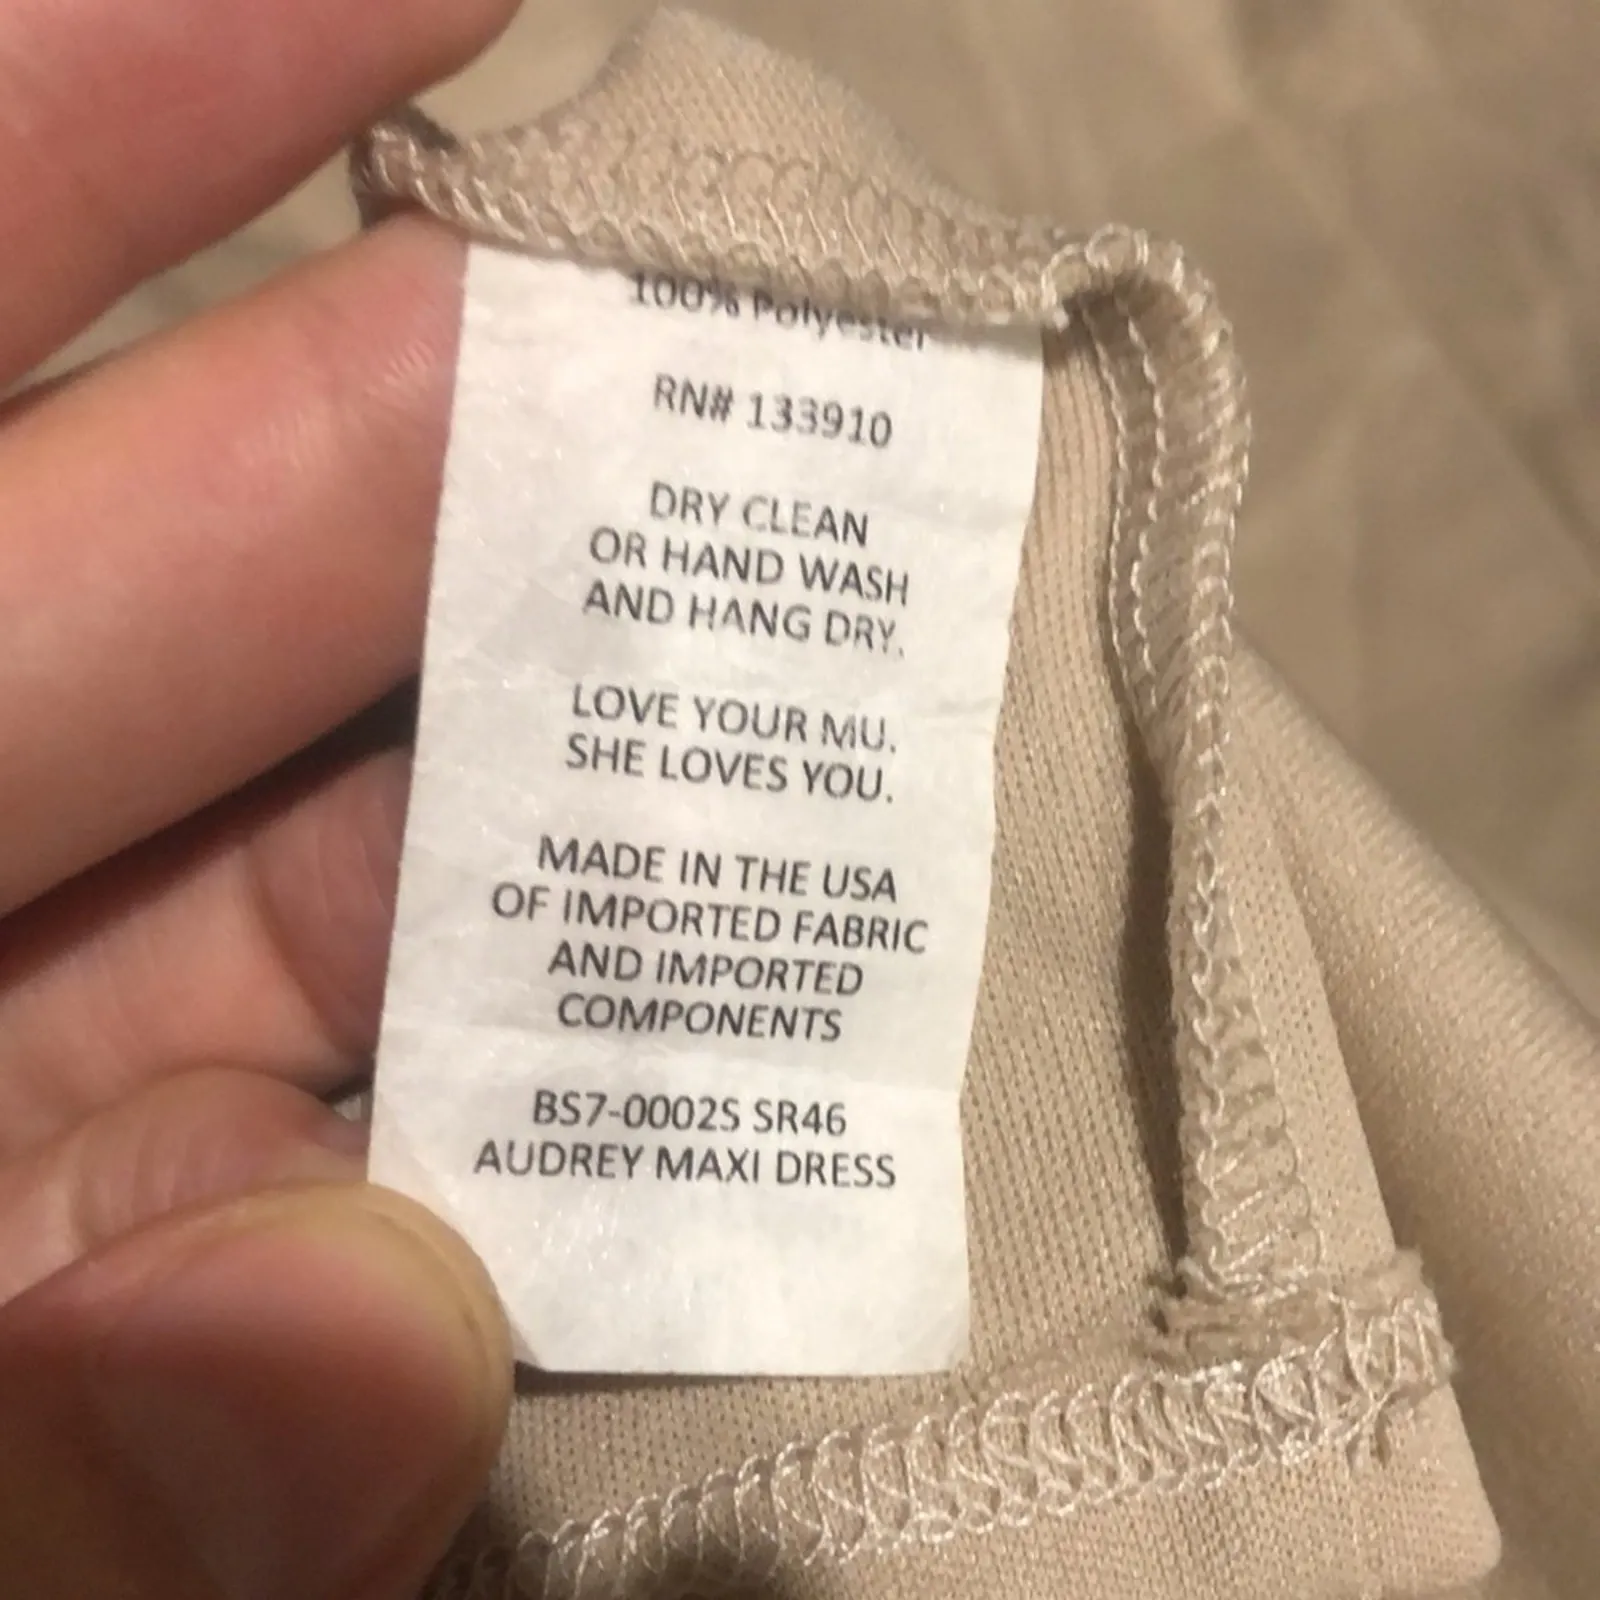 100% Polyester
RN# 133910
DRY CLEAN
OR HAND WASH
AND HANG DRY.
LOVE YOUR MU.
SHE LOVES YOU.
MADE IN THE USA
OF IMPORTED FABRIC
AND IMPORTED
COMPONENTS
BS7-0002S SR46
AUDREY MAXI DRESS